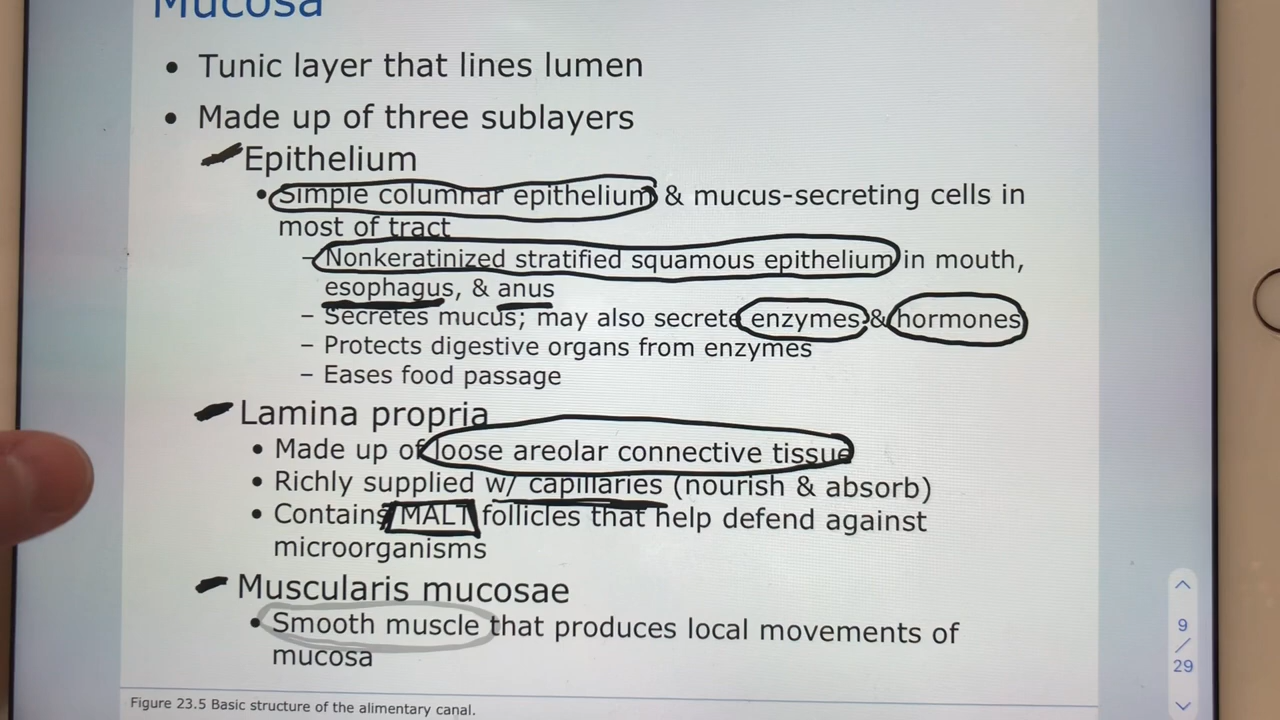 Mucosa
• Tunic layer that lines lumen
• Made up of three sublayers
Epithelium
• Simple columnar epithelium & mucus-secreting cells in
most of tract
– Nonkeratinized stratified squamous epithelium in mouth,
esophagus, & anus
– Secretes mucus; may also secrete enzymes & hormones
– Protects digestive organs from enzymes
– Eases food passage
Lamina propria
• Made up of loose areolar connective tissue
• Richly supplied w/ capillaries (nourish & absorb)
• Contains MALT follicles that help defend against
microorganisms
Muscularis mucosae
• Smooth muscle that produces local movements of
mucosa
Figure 23.5 Basic structure of the alimentary canal.
9
/
29